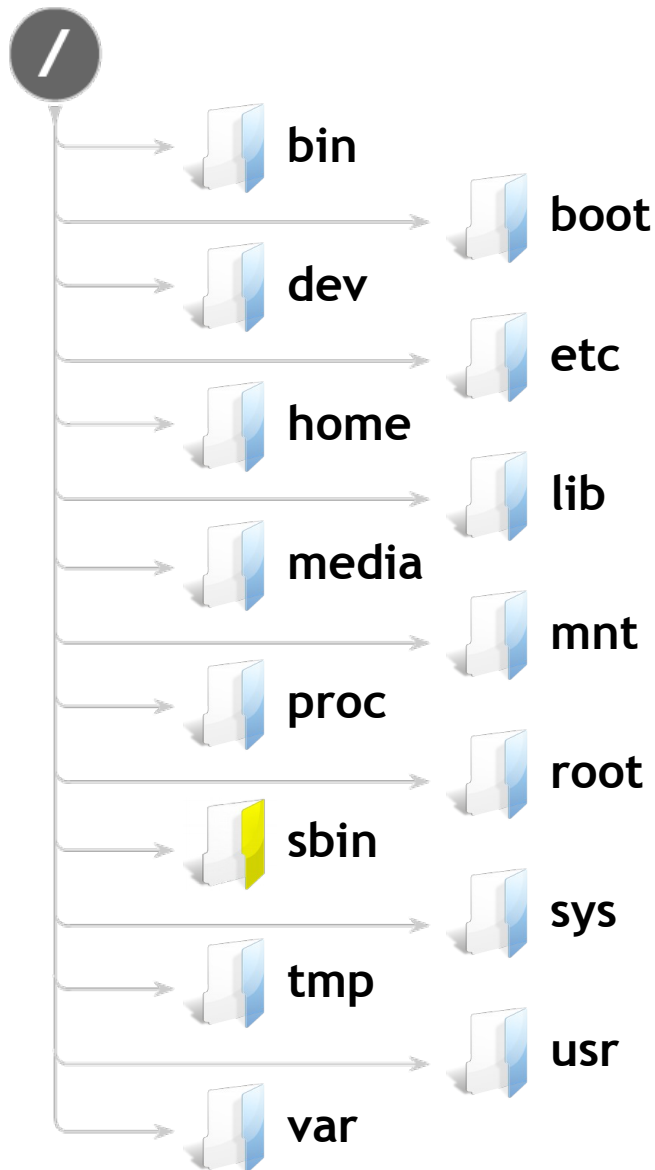 /
bin
boot
dev
etc
home
lib
media
mnt
proc
root
sbin
sys
tmp
usr
var